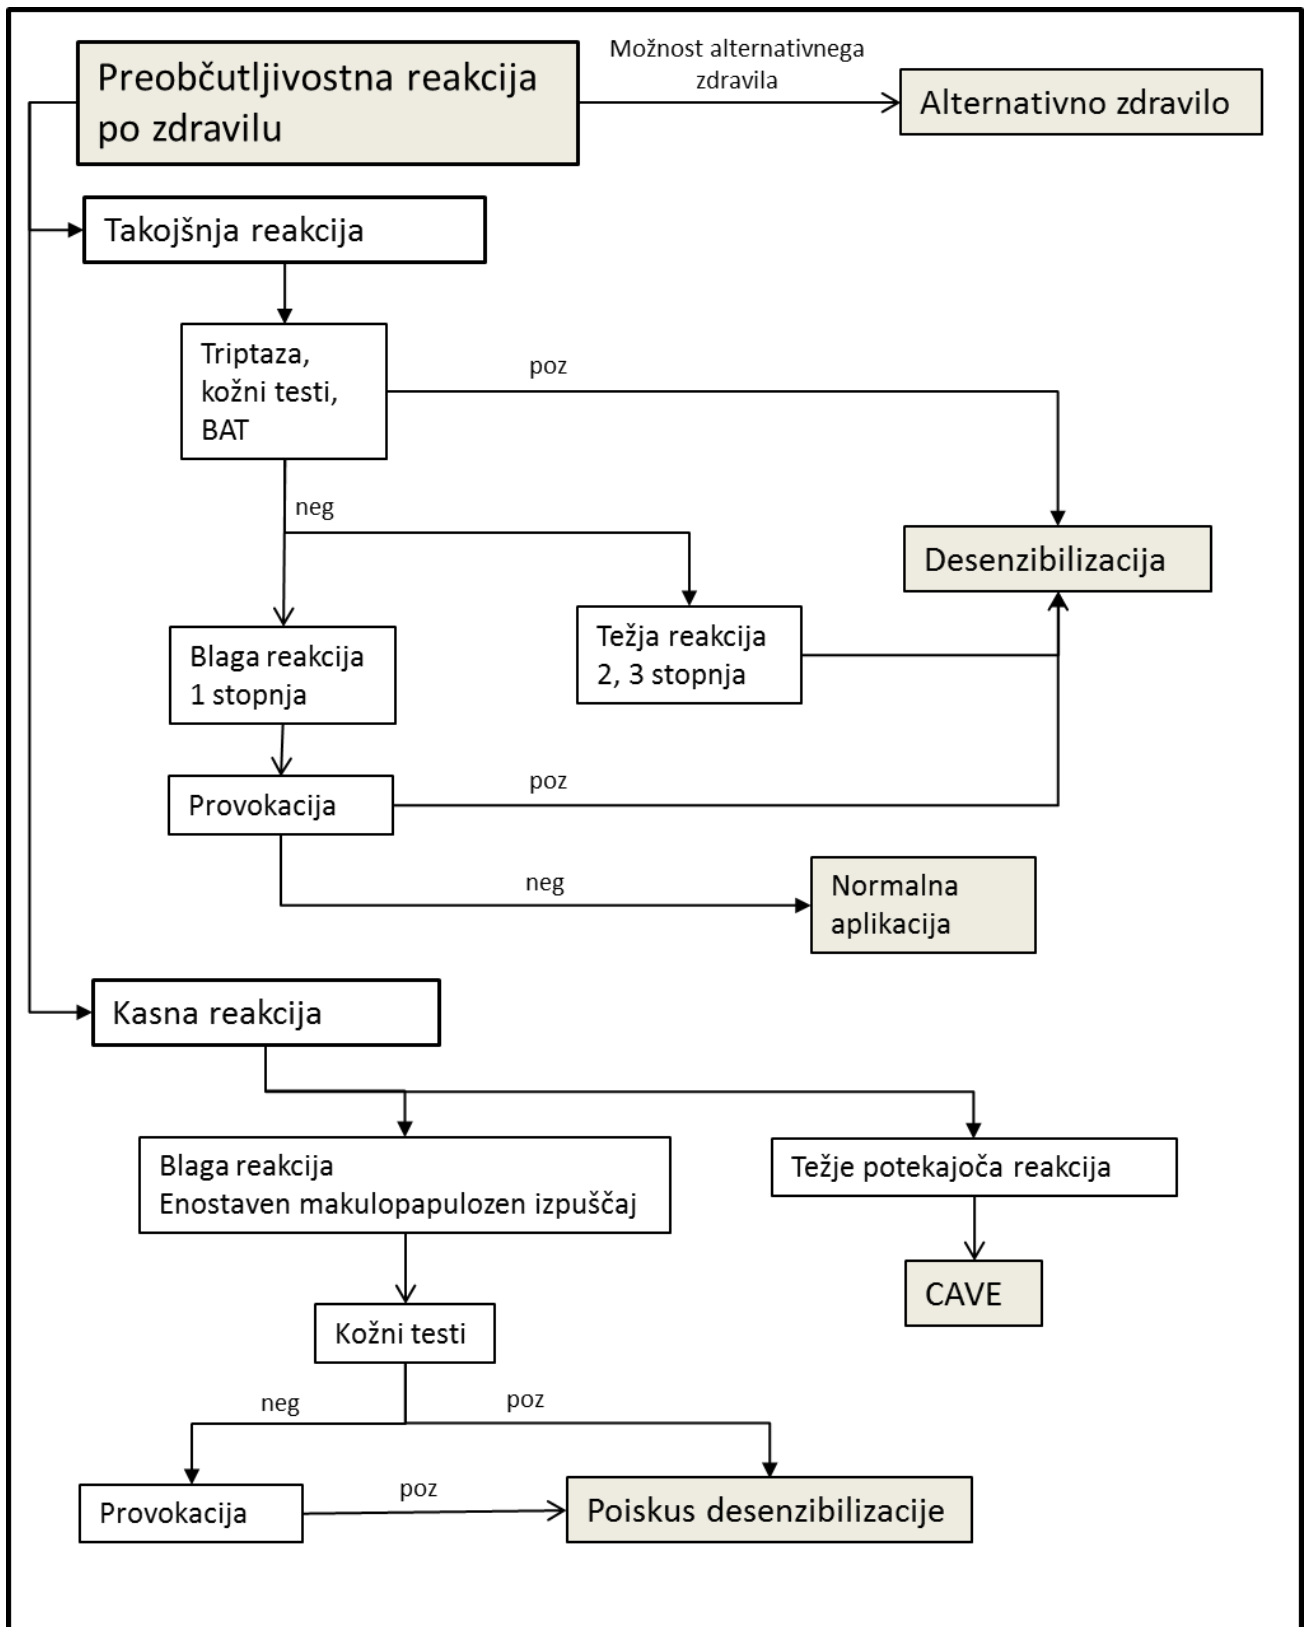 Preobčutljivostna reakcija
po zdravilu
Možnost alternativnega
zdravila
Alternativno zdravilo
Takojšnja reakcija
Triptaza,
kožni testi,
BAT
poz
neg
Desenzibilizacija
Blaga reakcija
1 stopnja
Težja reakcija
2, 3 stopnja
Provokacija
poz
neg
Normalna
aplikacija
Kasna reakcija
Blaga reakcija
Enostaven makulopapulozen izpuščaj
Težje potekajoča reakcija
CAVE
Kožni testi
neg
poz
Provokacija
poz
Poiskus desenzibilizacije